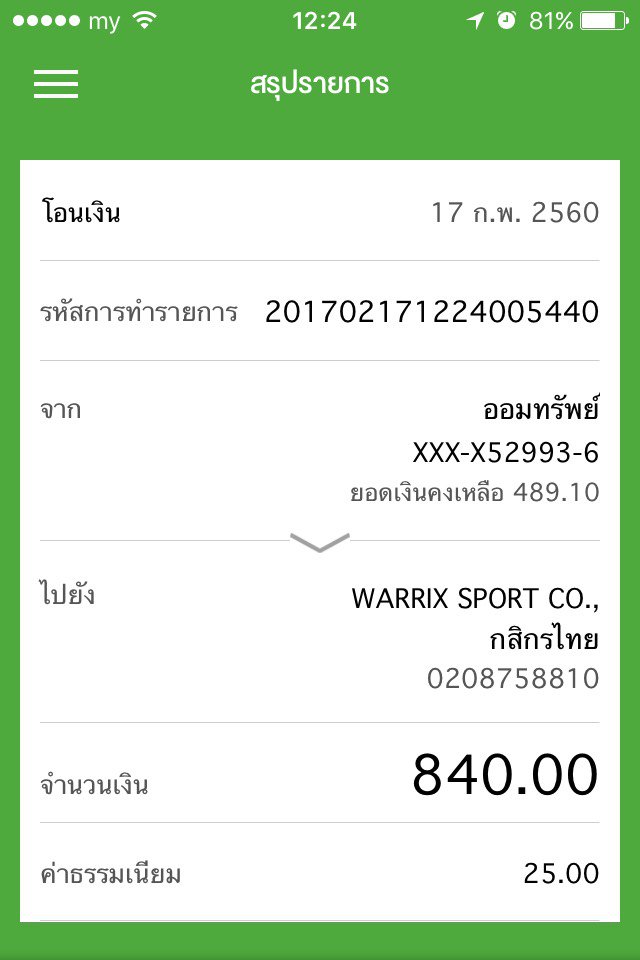 my 12:24 81%
สรุปรายการ
โอนเงิน 17 ก.พ. 2560
รหัสการทำรายการ 201702171224005440
จาก ออมทรัพย์
XXX-X52993-6
ยอดเงินคงเหลือ 489.10
ไปยัง WARRIX SPORT CO.,
กสิกรไทย
0208758810
จำนวนเงิน 840.00
ค่าธรรมเนียม 25.00